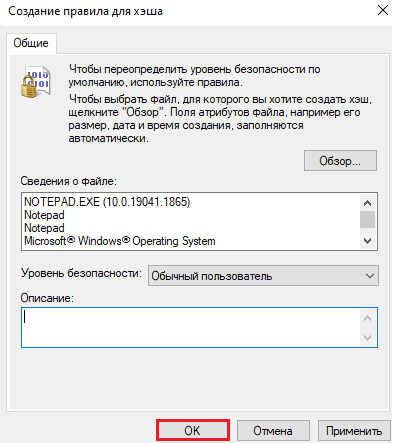 Создание правила для хэша
Общие
Чтобы переопределить уровень безопасности по
умолчанию, используйте правила.
Чтобы выбрать файл, для которого вы хотите создать хэш,
щелкните "Обзор". Поля атрибутов файла, например его
размер, дата и время создания, заполняются
автоматически.
Обзор...
Сведения о файле:
NOTEPAD.EXE (10.0.19041.1865)
Notepad
Notepad
Microsoft® Windows® Operating System
Уровень безопасности: Обычный пользователь
Описание:
OK Отмена Применить